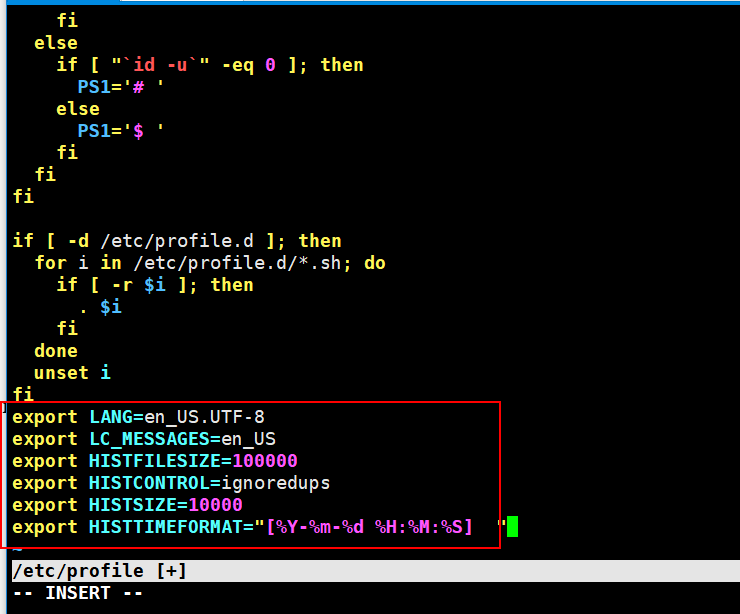 fi
  else
    if [ "`id -u`" -eq 0 ]; then
      PS1='# '
    else
      PS1='$ '
    fi
  fi
fi

if [ -d /etc/profile.d ]; then
  for i in /etc/profile.d/*.sh; do
    if [ -r $i ]; then
      . $i
    fi
  done
  unset i
fi
export LANG=en_US.UTF-8
export LC_MESSAGES=en_US
export HISTFILESIZE=100000
export HISTCONTROL=ignoredups
export HISTSIZE=10000
export HISTTIMEFORMAT="[%Y-%m-%d %H:%M:%S]  "
~
/etc/profile [+]
-- INSERT --